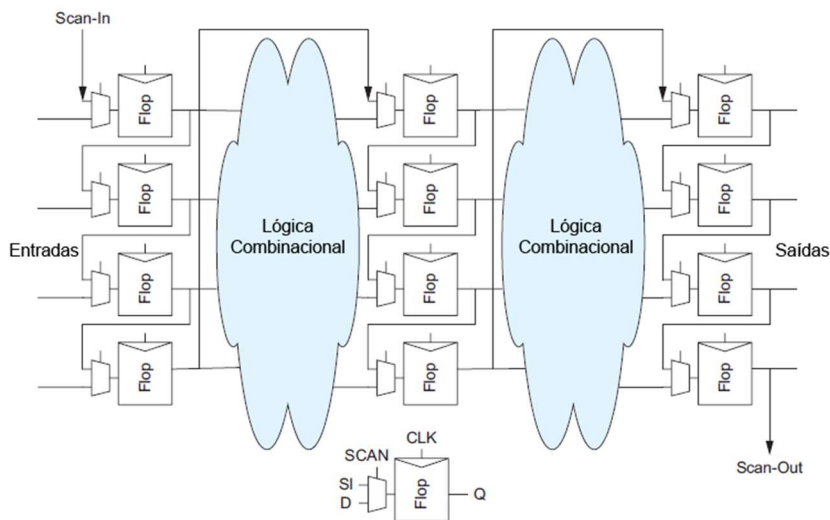 Scan-In
Flop
Flop
Flop
Flop
Flop
Flop
Lógica
Combinacional
Lógica
Combinacional
Entradas
Saídas
Flop
Flop
Flop
Flop
Flop
Flop
CLK
SCAN
SI
D
Flop
Q
Scan-Out